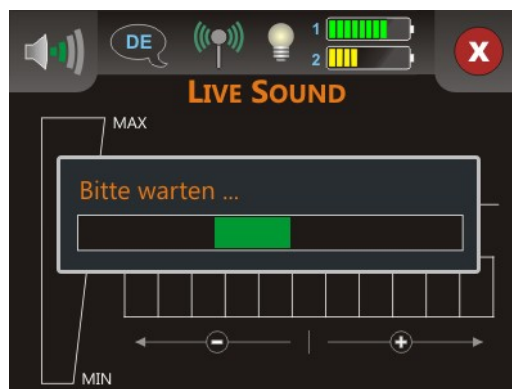 DE
1
2
X
LIVE SOUND
MAX
Bitte warten ...
MIN